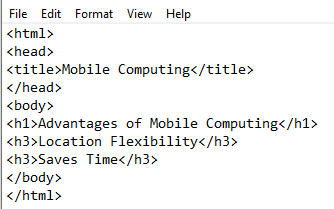 File Edit Format View Help
<html>
<head>
<title>Mobile Computing</title>
</head>
<body>
<h1>Advantages of Mobile Computing</h1>
<h3>Location Flexibility</h3>
<h3>Saves Time</h3>
</body>
</html>